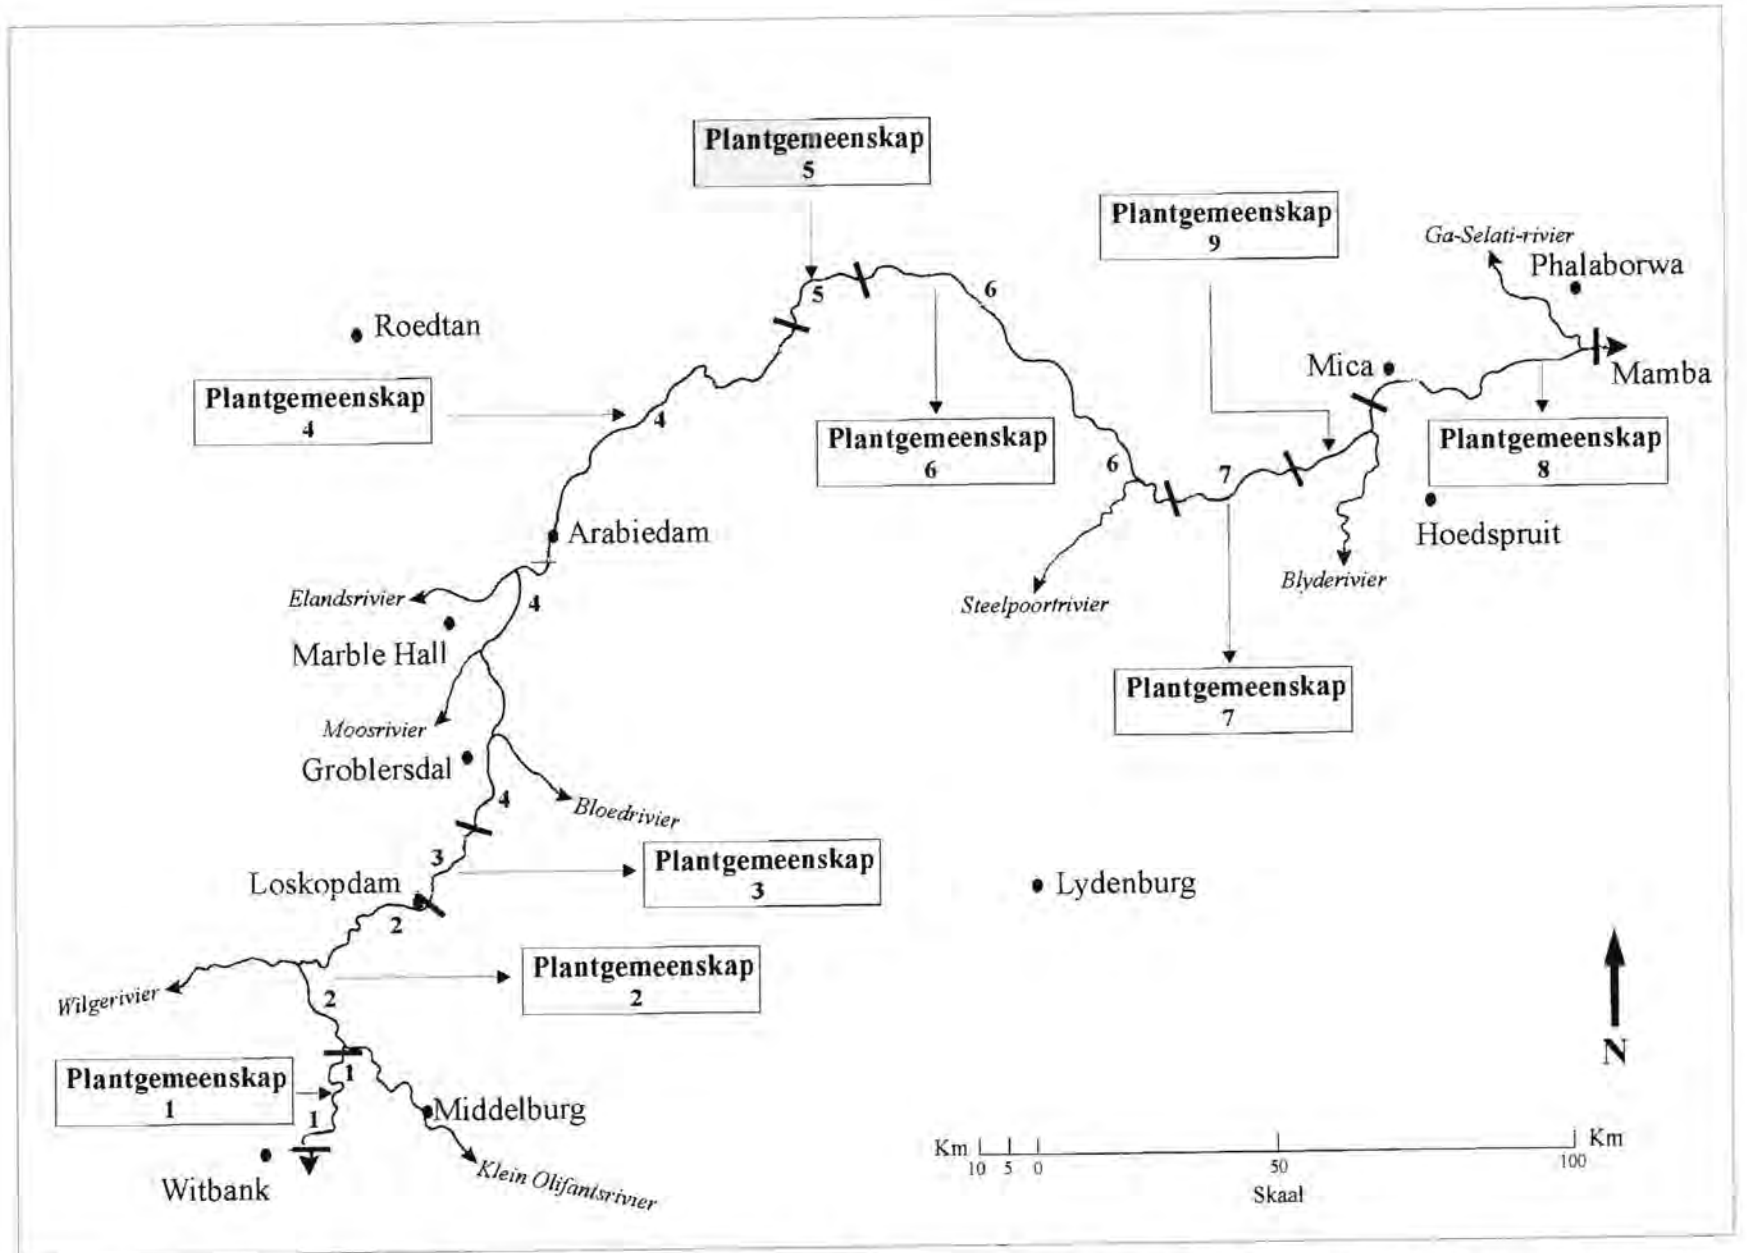 Plantgemeenskap
5
Plantgemeenskap
9
Ga-Selati-rivier
Phalaborwa
5
6
Roedtan
Mica
Mamba
Plantgemeenskap
4
4
Plantgemeenskap
6
Plantgemeenskap
8
6
7
Hoedspruit
Arabiedam
Blyderivier
Elandsrivier
4
Steelpoortrivier
Marble Hall
Plantgemeenskap
7
Moosrivier
Groblersdal
4
Bloedrivier
3
Plantgemeenskap
3
Loskopdam
Lydenburg
2
Plantgemeenskap
2
Wilgerivier
2
N
Plantgemeenskap
1
1
1
Middelburg
Km
10 5 0 50 100
Km
Skaal
Witbank
Klein Olifantsrivier